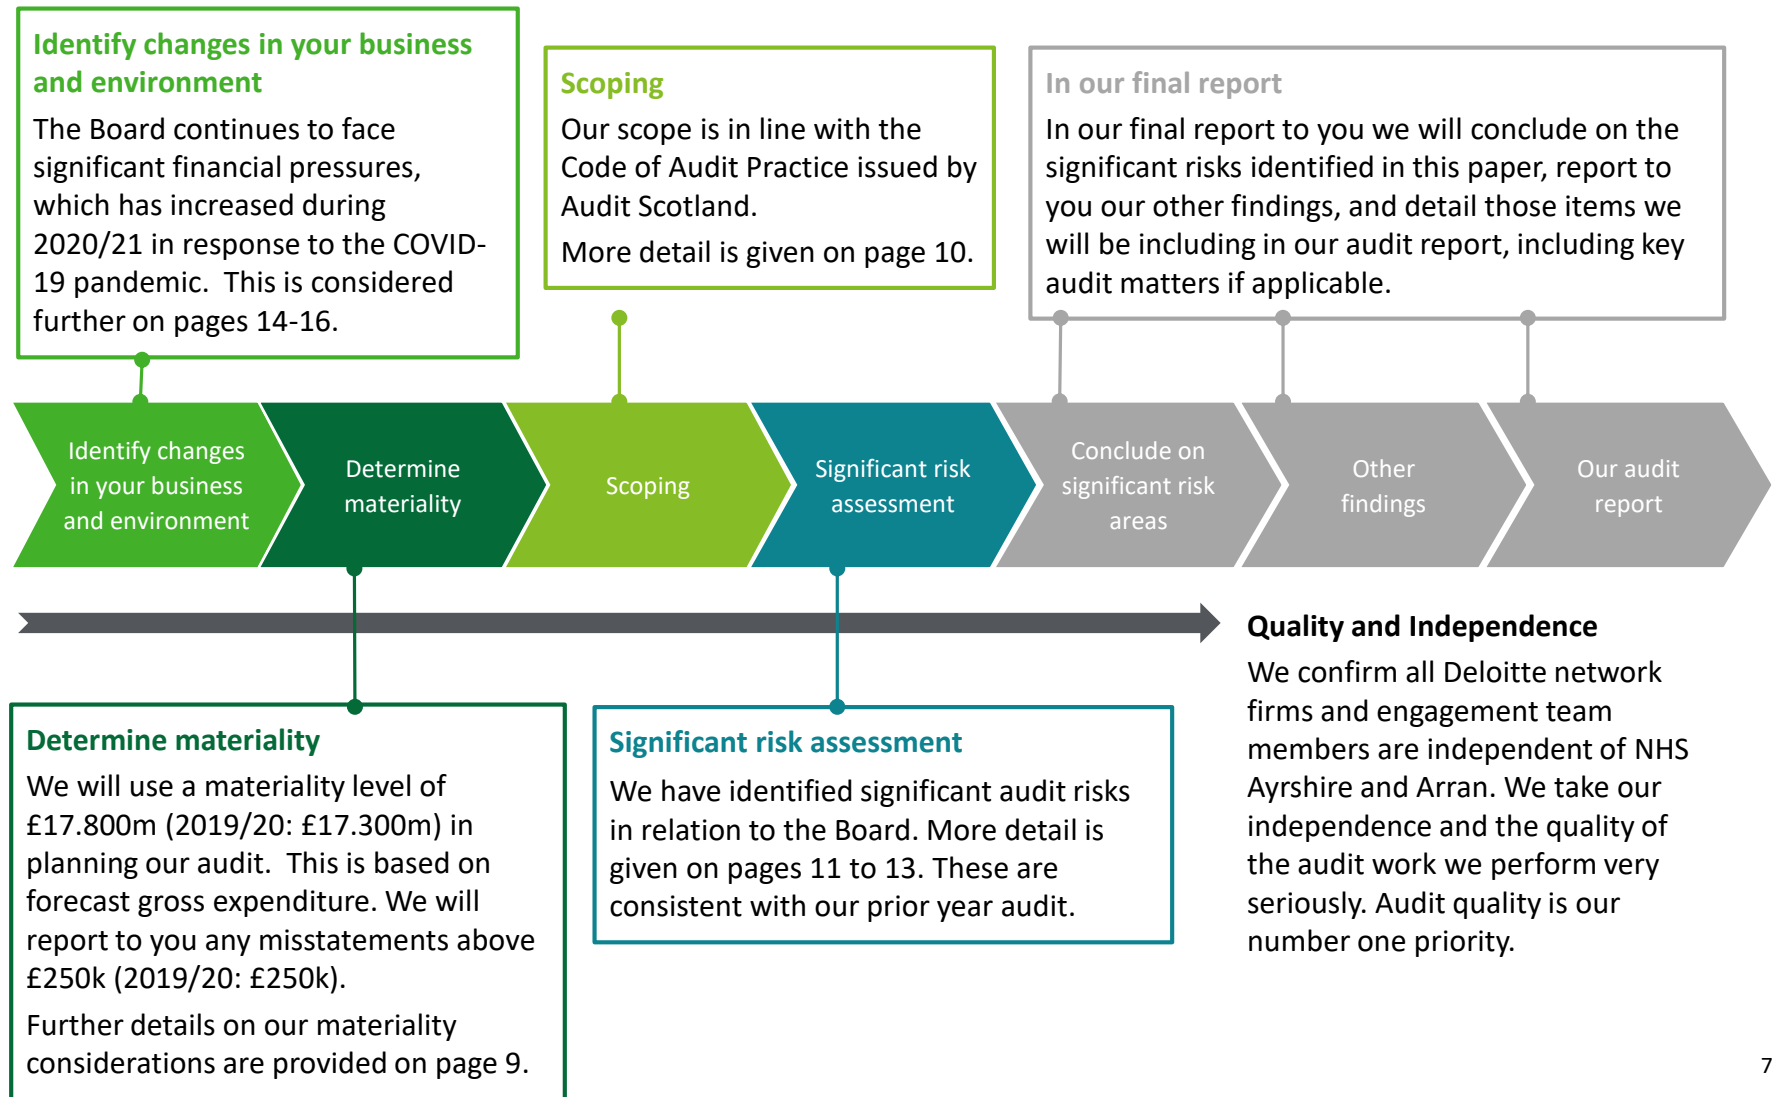 Identify changes in your business
and environment
The Board continues to face
significant financial pressures,
which has increased during
2020/21 in response to the COVID-
19 pandemic.  This is considered
further on pages 14-16.
Scoping
Our scope is in line with the
Code of Audit Practice issued by
Audit Scotland.
More detail is given on page 10.
In our final report
In our final report to you we will conclude on the
significant risks identified in this paper, report to
you our other findings, and detail those items we
will be including in our audit report, including key
audit matters if applicable.
Identify changes
in your business
and environment
Determine
materiality
Scoping
Significant risk
assessment
Conclude on
significant risk
areas
Other
findings
Our audit
report
Determine materiality
We will use a materiality level of
£17.800m (2019/20: £17.300m) in
planning our audit.  This is based on
forecast gross expenditure. We will
report to you any misstatements above
£250k (2019/20: £250k).
Further details on our materiality
considerations are provided on page 9.
Significant risk assessment
We have identified significant audit risks
in relation to the Board. More detail is
given on pages 11 to 13. These are
consistent with our prior year audit.
Quality and Independence
We confirm all Deloitte network
firms and engagement team
members are independent of NHS
Ayrshire and Arran. We take our
independence and the quality of
the audit work we perform very
seriously. Audit quality is our
number one priority.
7